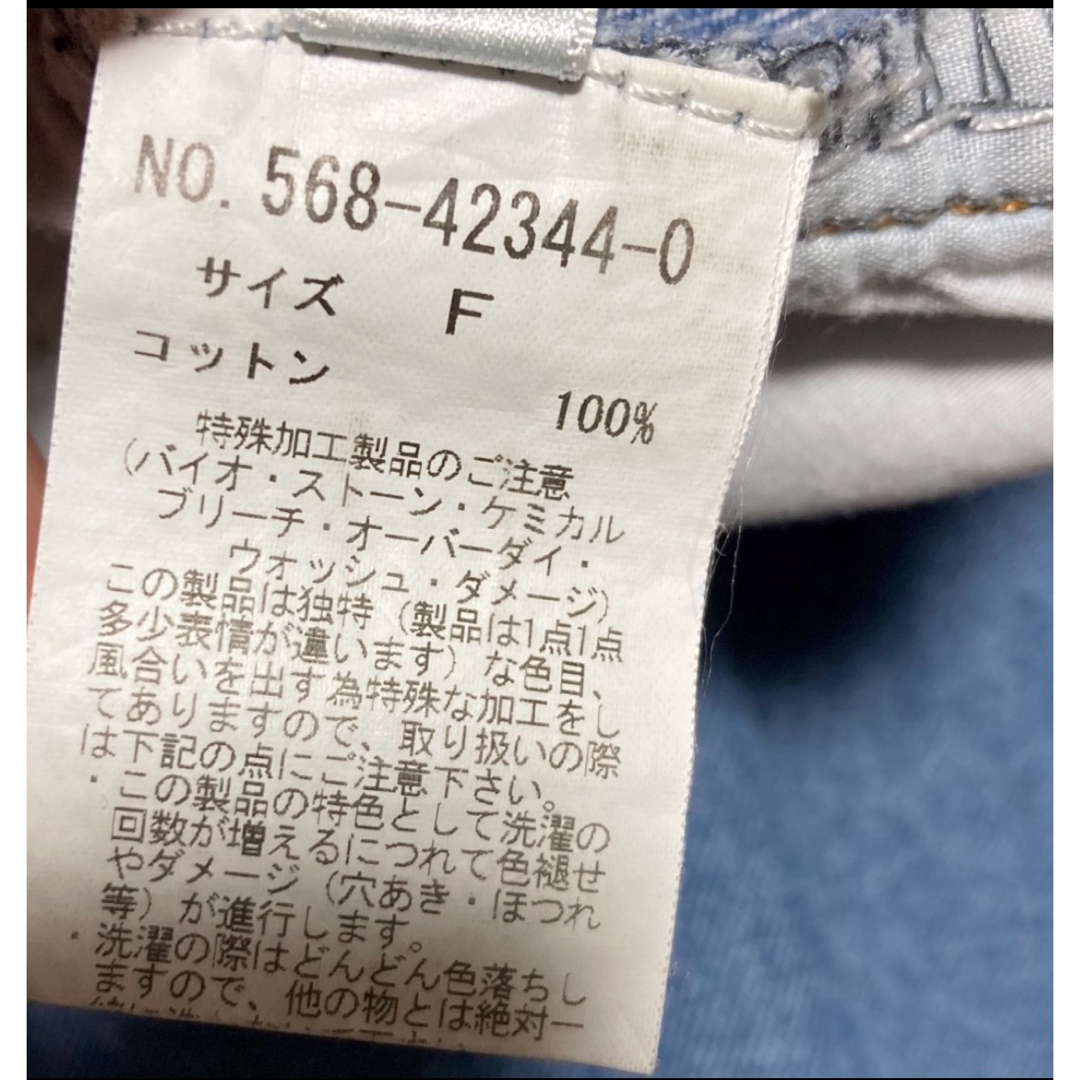 NO. 568-42344-0
サイズ F
コットン
100%
特殊加工製品のご注意
(バイオ・ストーン・ケミカル
ブリーチ・オーバーダイ・
ウォッシュ・ダメージ)
この製品は独特(製品は1点1点
多少表情が違います)な色目、
風合いを出す為特殊な加工をし
てありますので、取り扱いの際
は下記の点にご注意下さい。
・この製品の特色として洗濯の
回数が増えるにつれて色褪せ
やダメージ(穴あき・ほつれ
等)が進行します。
・洗濯の際はどんどん色落ちし
ますので、他の物とは絶対一